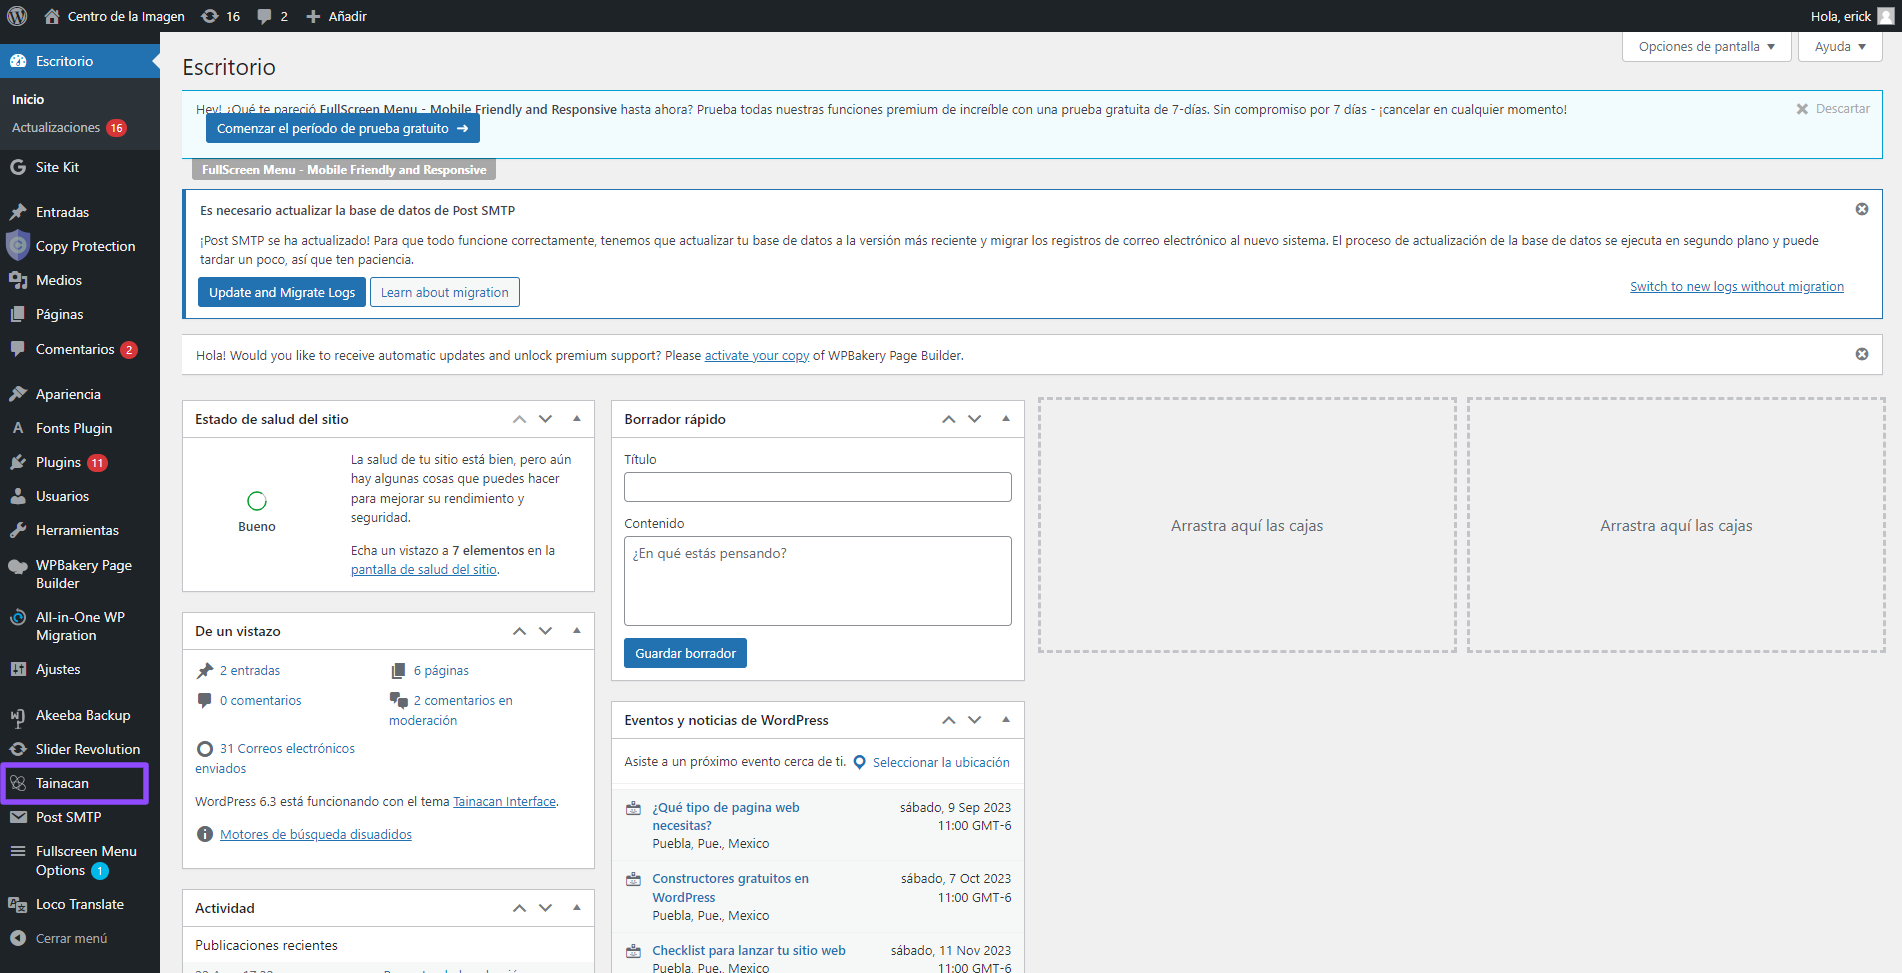 Centro de la Imagen
16
2
Añadir
Hola, erick
Escritorio
Inicio
Actualizaciones 16
Site Kit
Entradas
Copy Protection
Medios
Páginas
Comentarios 2
Apariencia
Fonts Plugin
Plugins 11
Usuarios
Herramientas
WPBakery Page
Builder
All-in-One WP
Migration
Ajustes
Akeeba Backup
Slider Revolution
Tainacan
Post SMTP
Fullscreen Menu
Options 1
Loco Translate
Cerrar menú
Opciones de pantalla
Ayuda
Escritorio
Hey! ¿Qué te pareció FullScreen Menu - Mobile Friendly and Responsive hasta ahora? Prueba todas nuestras funciones premium de increíble con una prueba gratuita de 7-días. Sin compromiso por 7 días - ¡cancelar en cualquier momento!
Descartar
Comenzar el período de prueba gratuito →
FullScreen Menu - Mobile Friendly and Responsive
Es necesario actualizar la base de datos de Post SMTP
¡Post SMTP se ha actualizado! Para que todo funcione correctamente, tenemos que actualizar tu base de datos a la versión más reciente y migrar los registros de correo electrónico al nuevo sistema. El proceso de actualización de la base de datos se ejecuta en segundo plano y puede
tardar un poco, así que ten paciencia.
Update and Migrate Logs
Learn about migration
Switch to new logs without migration
Hola! Would you like to receive automatic updates and unlock premium support? Please activate your copy of WPBakery Page Builder.
Estado de salud del sitio
Bueno
La salud de tu sitio está bien, pero aún
hay algunas cosas que puedes hacer
para mejorar su rendimiento y
seguridad.
Echa un vistazo a 7 elementos en la
pantalla de salud del sitio.
De un vistazo
2 entradas
6 páginas
0 comentarios
2 comentarios en
moderación
31 Correos electrónicos
enviados
WordPress 6.3 está funcionando con el tema Tainacan Interface.
Motores de búsqueda disuadidos
Actividad
Publicaciones recientes
Borrador rápido
Título
Contenido
¿En qué estás pensando?
Guardar borrador
Eventos y noticias de WordPress
Asiste a un próximo evento cerca de ti. Seleccionar la ubicación
¿Qué tipo de pagina web
necesitas?
Puebla, Pue., Mexico
sábado, 9 Sep 2023
11:00 GMT-6
Constructores gratuitos en
WordPress
Puebla, Pue., Mexico
sábado, 7 Oct 2023
11:00 GMT-6
Checklist para lanzar tu sitio web
Puebla, Pue., Mexico
sábado, 11 Nov 2023
11:00 GMT-6
Arrastra aquí las cajas
Arrastra aquí las cajas